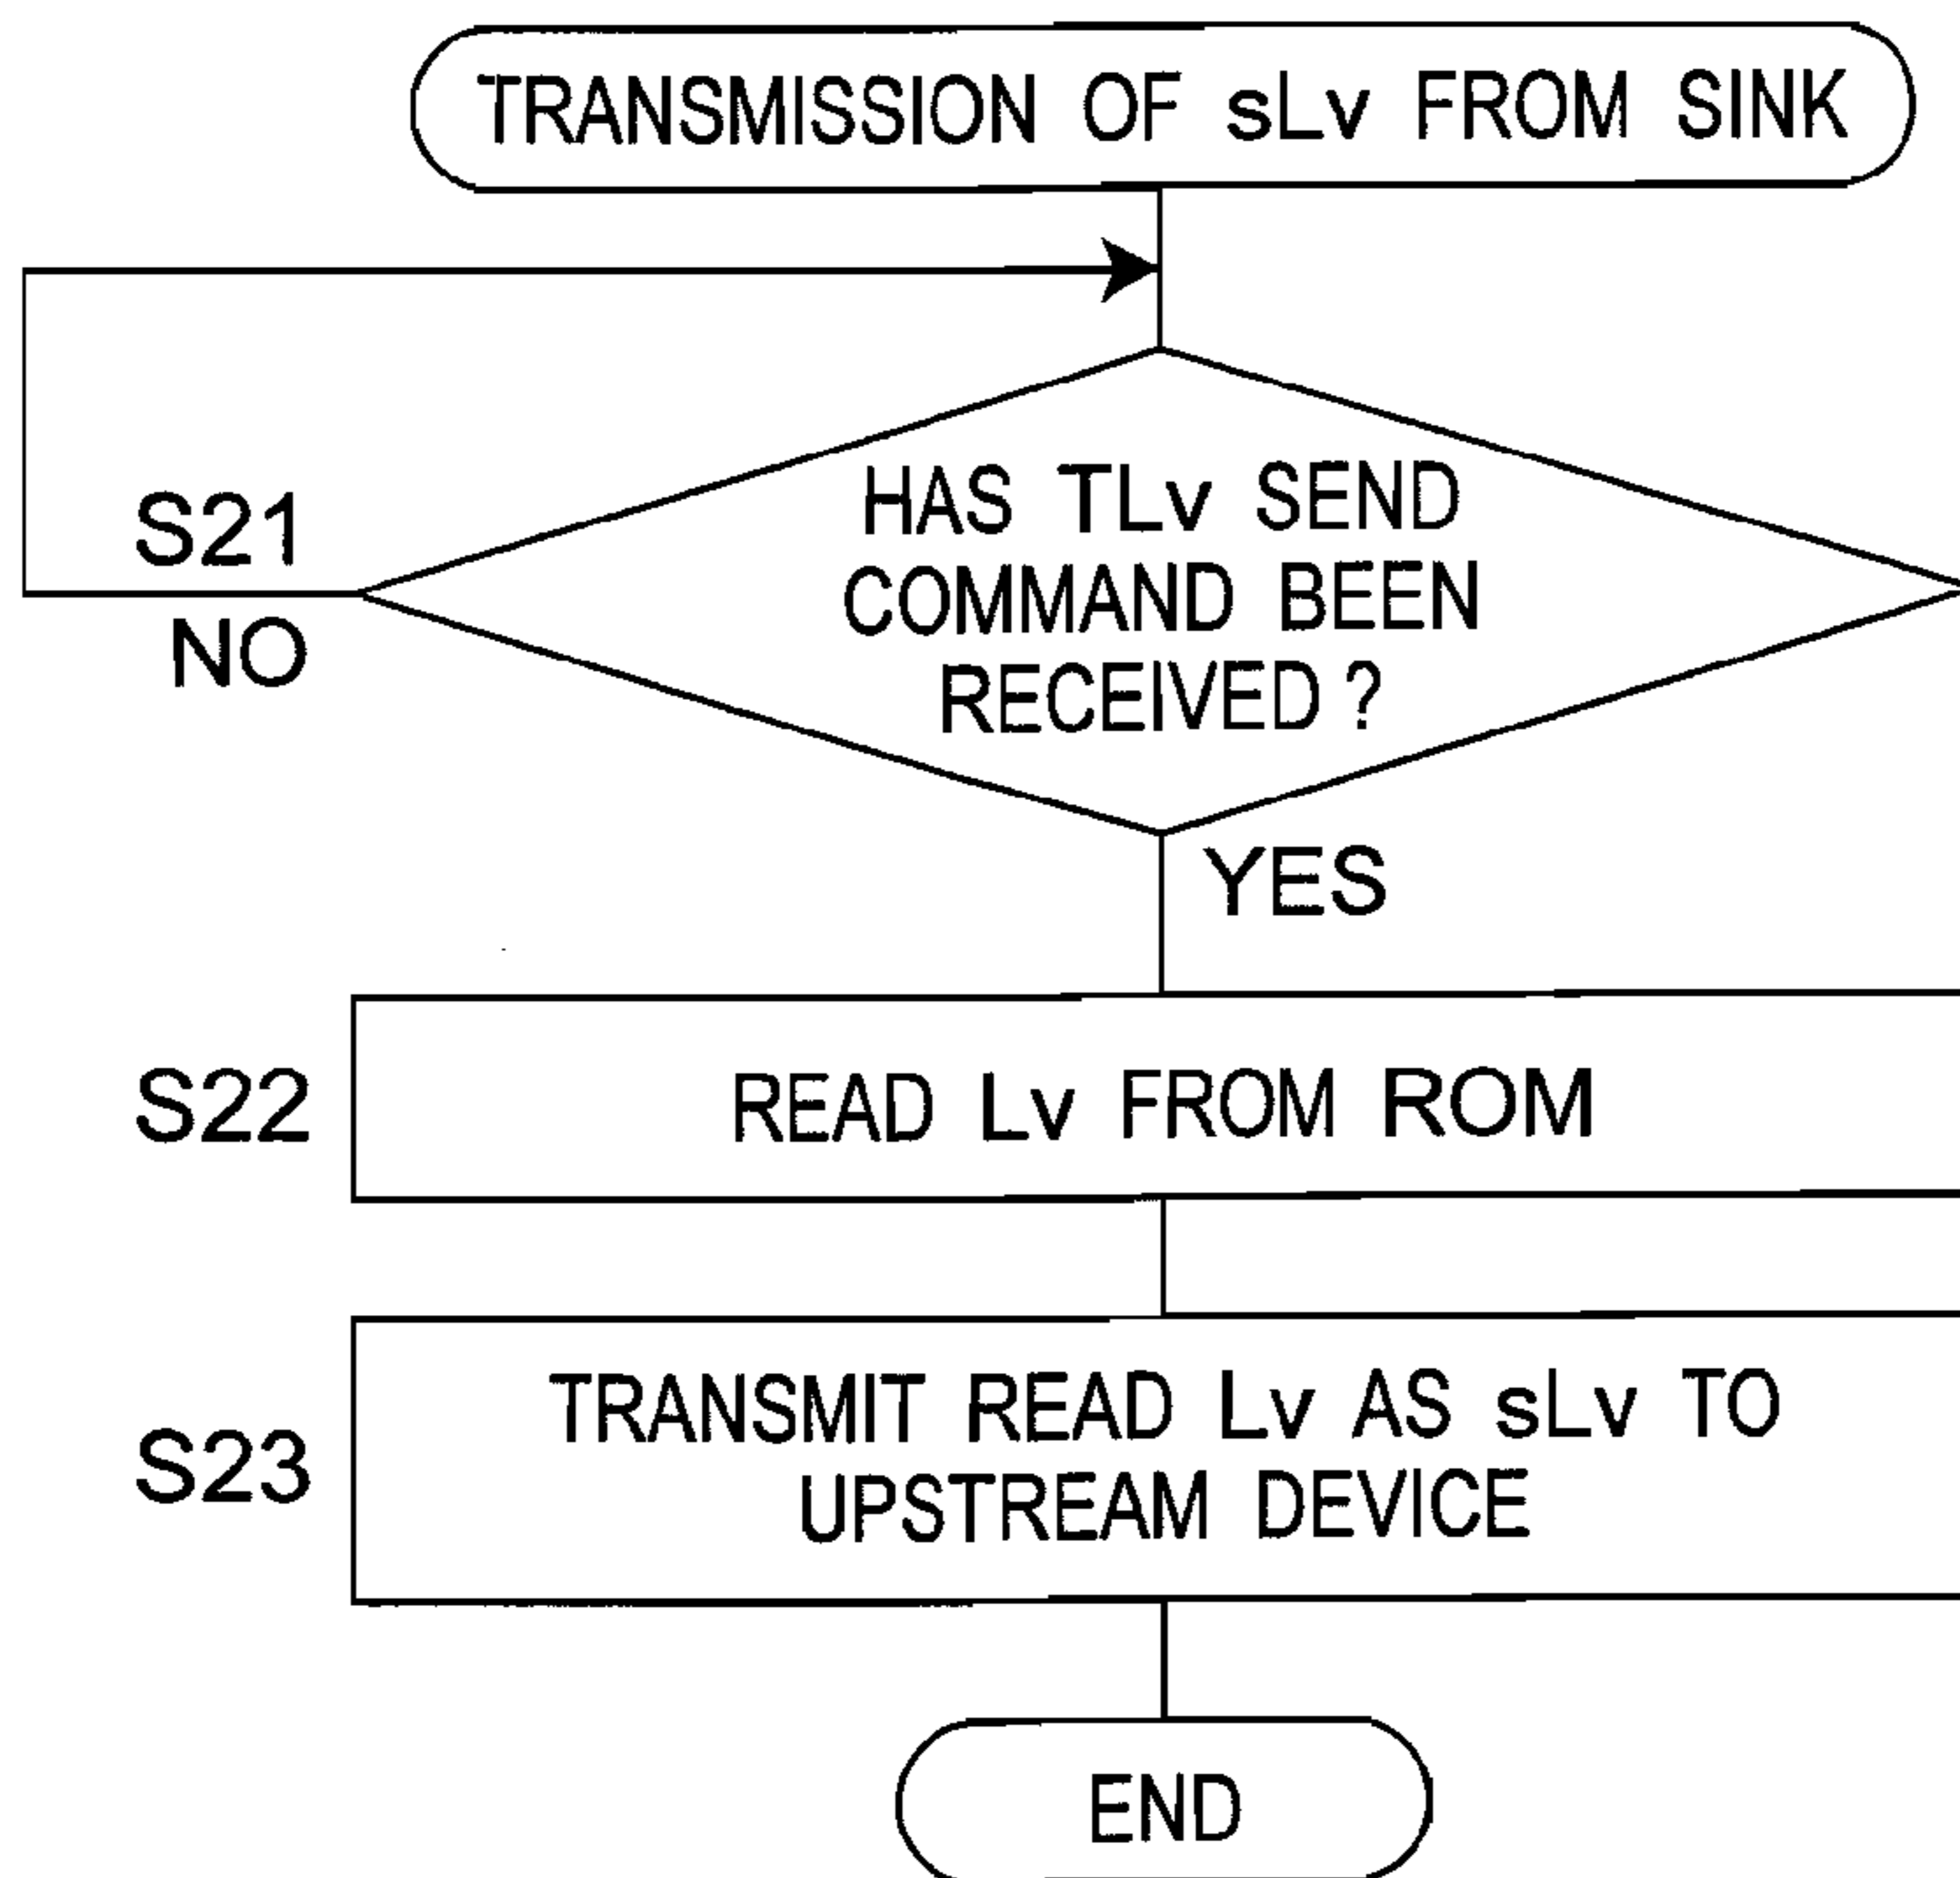 TRANSMISSION OF sLv FROM SINK
S21
NO
HAS TLv SEND
COMMAND BEEN
RECEIVED ?
YES
S22
READ Lv FROM ROM
S23
TRANSMIT READ Lv AS sLv TO
UPSTREAM DEVICE
END